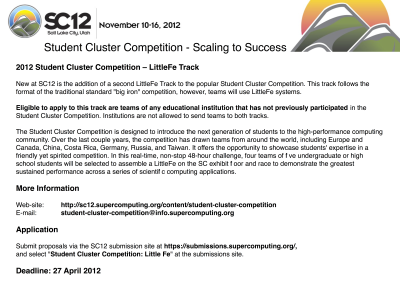 SC12
Salt Lake City, Utah
November 10-16, 2012
Student Cluster Competition - Scaling to Success
2012 Student Cluster Competition – LittleFe Track
New at SC12 is the addition of a second LittleFe Track to the popular Student Cluster Competition. This track follows the
format of the traditional standard "big iron" competition, however, teams will use LittleFe systems.
Eligible to apply to this track are teams of any educational institution that has not previously participated in
the Student Cluster Competition. Institutions are not allowed to send teams to both tracks.
The Student Cluster Competition is designed to introduce the next generation of students to the high-performance computing
community. Over the last couple years, the competition has drawn teams from around the world, including Europe and
Canada, China, Costa Rica, Germany, Russia, and Taiwan. It offers the opportunity to showcase students' expertise in a
friendly yet spirited competition. In this real-time, non-stop 48-hour challenge, four teams of f ve undergraduate or high
school students will be selected to assemble a LittleFe on the SC exhibit f oor and race to demonstrate the greatest
sustained performance across a series of scientif c applications.
More Information
Web-site: http://sc12.supercomputing.org/content/student-cluster-competition
E-mail: student-cluster-competition@info.supercomputing.org
Application
Submit proposals via the SC12 submission site at https://submissions.supercomputing.org/,
and select "Student Cluster Competition: Little Fe" at the submissions site.
Deadline: 27 April 2012